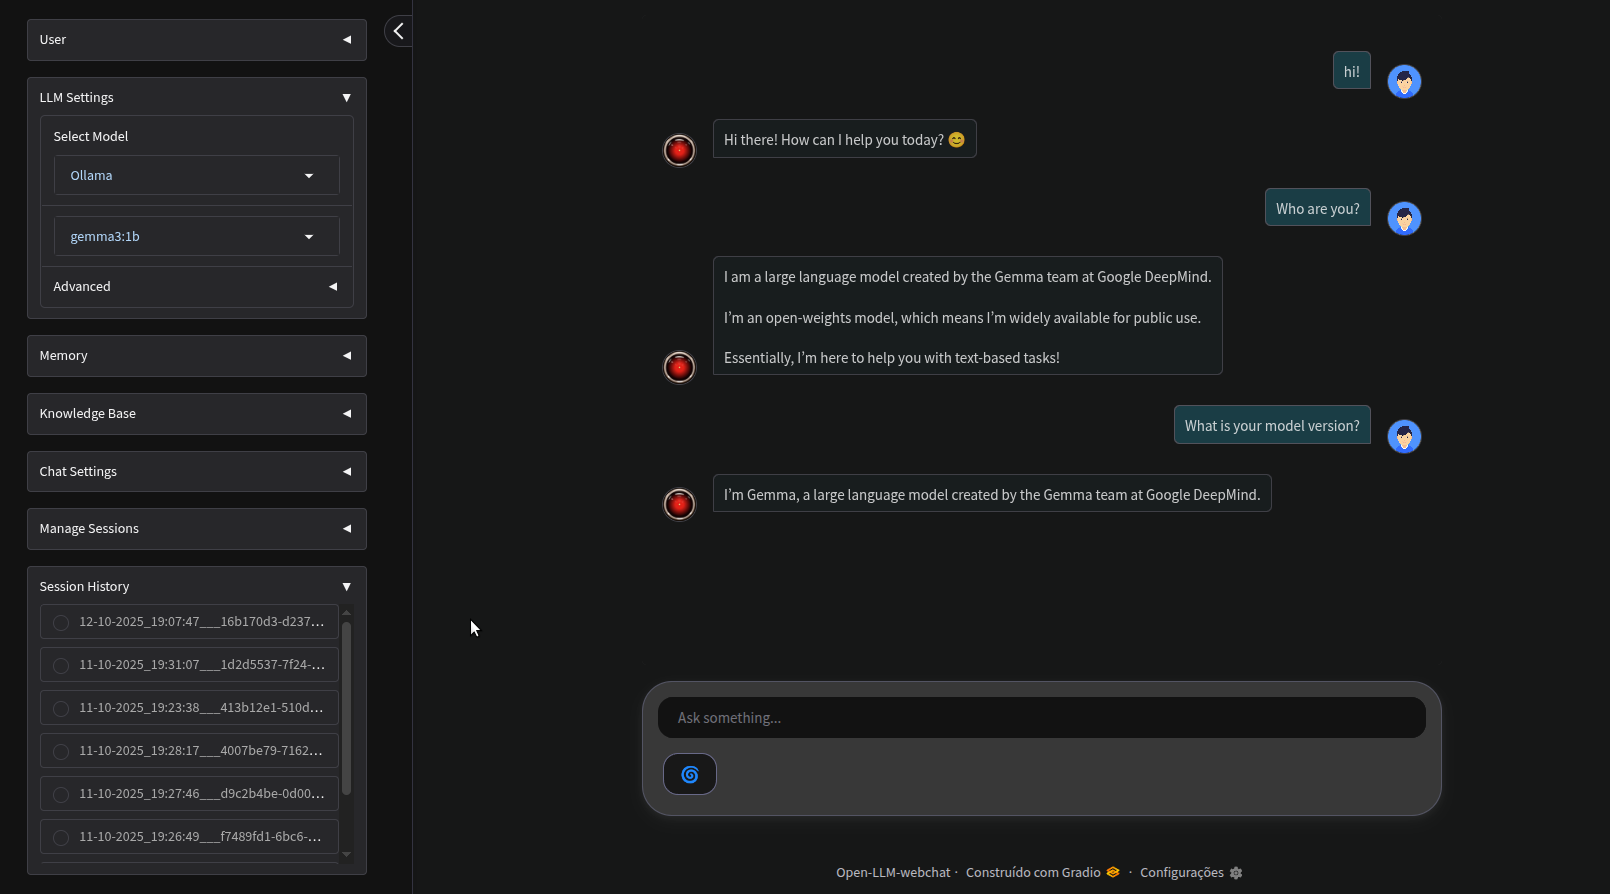 User
LLM Settings
Select Model
Ollama
gemma3:1b
Advanced
Memory
Knowledge Base
Chat Settings
Manage Sessions
Session History
12-10-2025_19:07:47___16b170d3-d237...
11-10-2025_19:31:07___1d2d5537-7f24-...
11-10-2025_19:23:38___413b12e1-510d...
11-10-2025_19:28:17___4007be79-7162...
11-10-2025_19:27:46___d9c2b4be-0d00...
11-10-2025_19:26:49___f7489fd1-6bc6-...
hi!
Hi there! How can I help you today? 😊
Who are you?
I am a large language model created by the Gemma team at Google DeepMind.
I’m an open-weights model, which means I’m widely available for public use.
Essentially, I’m here to help you with text-based tasks!
What is your model version?
I’m Gemma, a large language model created by the Gemma team at Google DeepMind.
Ask something...
Open-LLM-webchat · Construído com Gradio · Configurações